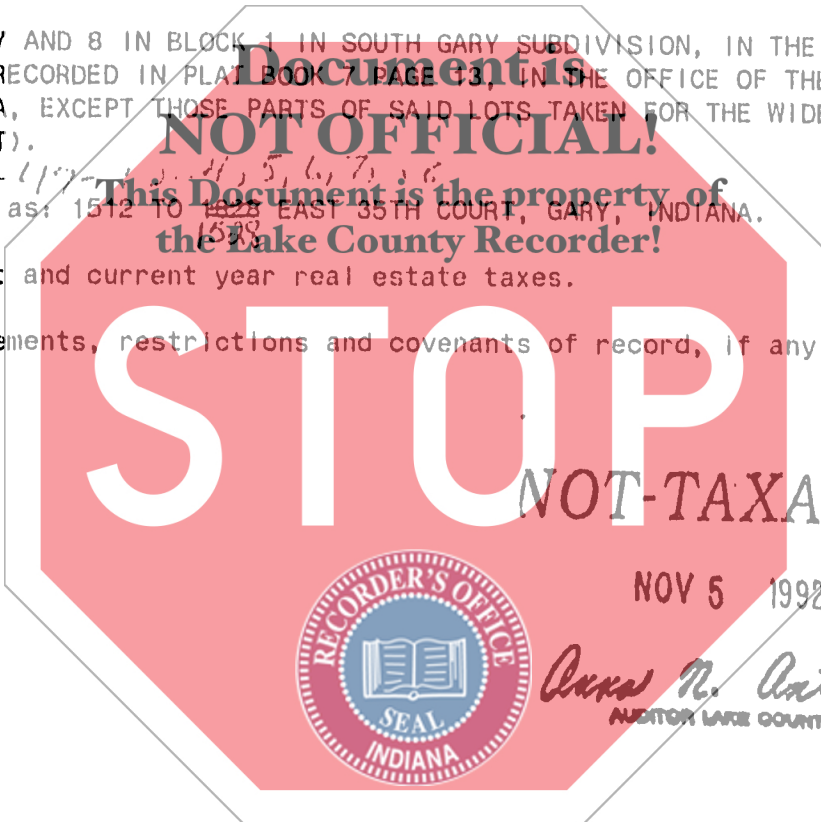 AND 8 IN BLOCK 1 IN SOUTH GARY SUBDIVISION, IN THE
RECORDED IN PLAT BOOK 7 PAGE 13, IN THE OFFICE OF THE
A, EXCEPT THOSE PARTS OF SAID LOTS TAKEN FOR THE WIDE
T).
as: 1512 TO 1828 EAST 35TH COURT, GARY, INDIANA.
1528
and current year real estate taxes.
ements, restrictions and covenants of record, if any
Document is
NOT OFFICIAL!
This Document is the property of
the Lake County Recorder!
STOP
NOT-TAXA
NOV 5 1992
Anna N.
AUDITOR LAKE COUNT
RECORDER'S OFFICE
SEAL
INDIANA